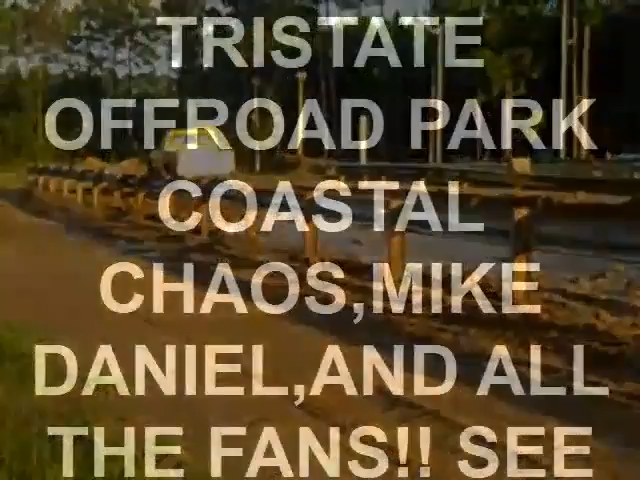 TRISTATE
OFFROAD PARK
COASTAL
CHAOS,MIKE
DANIEL,AND ALL
THE FANS!! SEE